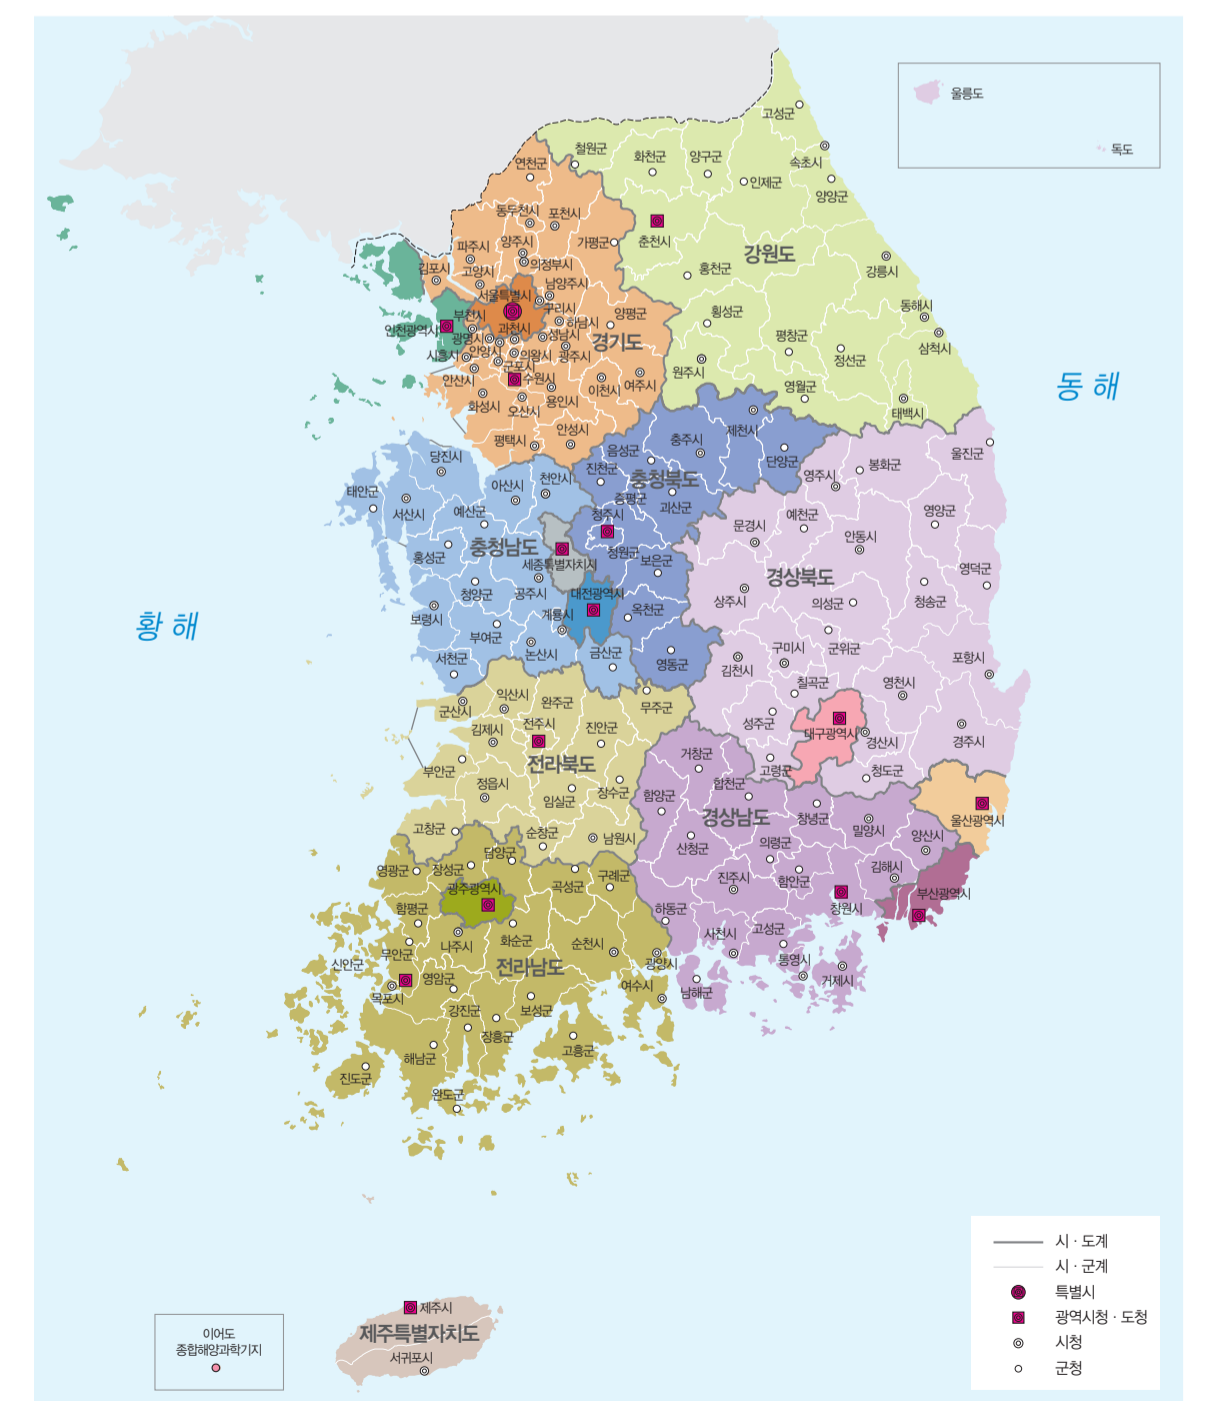 울릉도
독도
고성군
철원군
화천군
양구군
속초시
연천군
인제군
양양군
동두천시
포천시
춘천시
가평군
강원도
파주시
양주시
의정부시
홍천군
강릉시
김포시
고양시
남양주시
서울특별시
구리시
양평군
횡성군
동해시
인천광역시
부천시
과천시
하남시
광명시
성남시
경기도
평창군
삼척시
시흥시
안양시
의왕시
광주시
정선군
군포시
원주시
안산시
수원시
이천시
여주시
영월군
화성시
오산시
용인시
태백시
동해
평택시
안성시
제천시
충주시
음성군
단양군
울진군
당진시
진천군
봉화군
영주시
아산시
천안시
충청북도
태안군
증평군
서산시
예산군
괴산군
청주시
예천군
영양군
문경시
안동시
홍성군
충청남도
청원군
보은군
세종특별자치시
경상북도
영덕군
청양군
공주시
대전광역시
상주시
의성군
청송군
보령시
계룡시
옥천군
황해
부여군
논산시
금산군
영동군
구미시
군위군
서천군
김천시
포항시
칠곡군
영천시
익산시
완주군
무주군
군산시
전주시
진안군
성주군
김제시
대구광역시
경산시
경주시
거창군
전라북도
부안군
고령군
청도군
정읍시
합천군
임실군
장수군
함양군
경상남도
창녕군
울산광역시
고창군
순창군
남원시
밀양시
양산시
담양군
산청군
의령군
영광군
장성군
구례군
김해시
광주광역시
곡성군
진주시
함안군
부산광역시
함평군
하동군
창원시
나주시
화순군
순천시
사천시
고성군
무안군
신안군
전라남도
광양시
통영시
영암군
여수시
남해군
거제시
목포시
강진군
보성군
장흥군
해남군
고흥군
진도군
완도군
제주시
제주특별자치도
서귀포시
이어도
종합해양과학기지
시·도계
시·군계
특별시
광역시청·도청
시청
군청